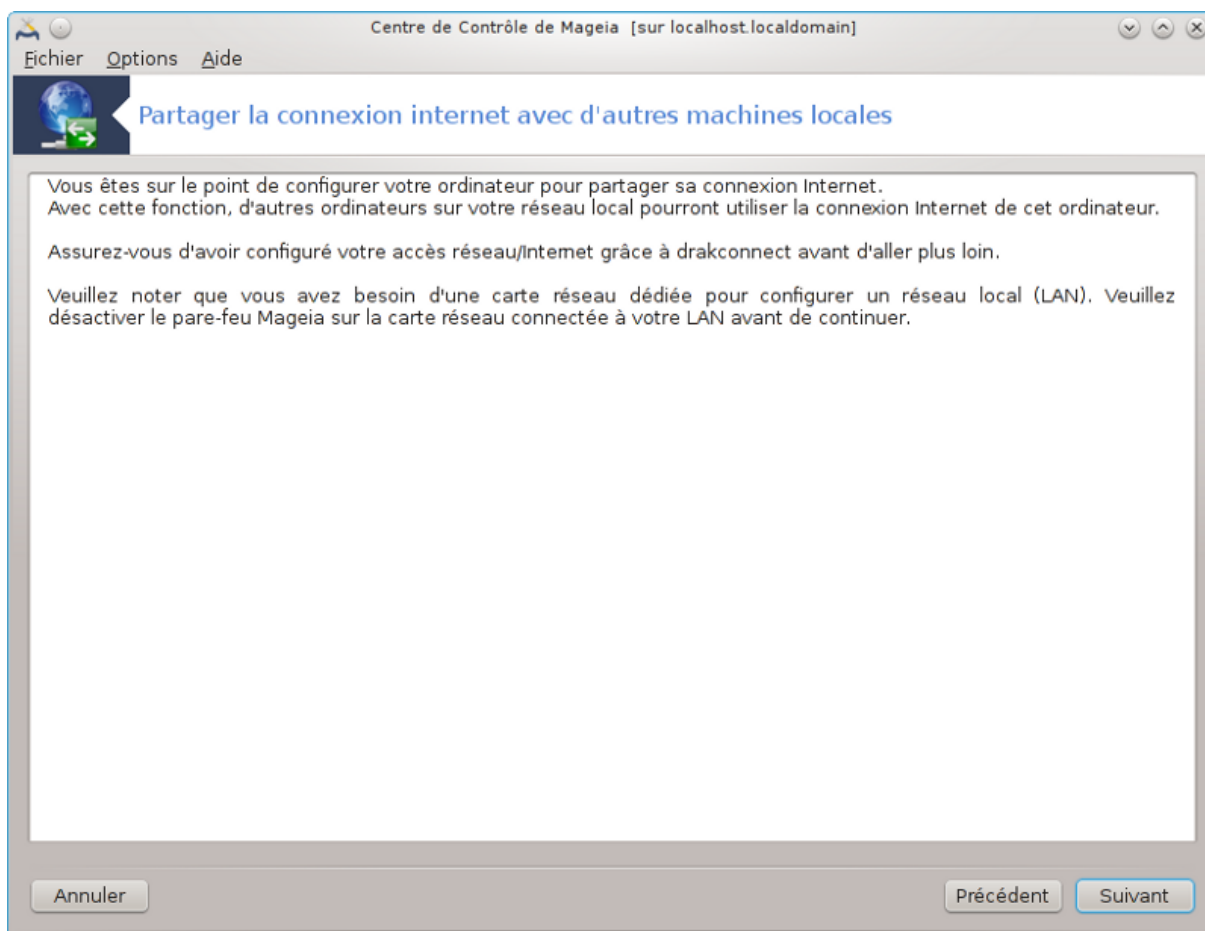 Centre de Contrôle de Mageia [sur localhost.localdomain]
Fichier Options Aide
Partager la connexion internet avec d'autres machines locales
Vous êtes sur le point de configurer votre ordinateur pour partager sa connexion Internet.
Avec cette fonction, d'autres ordinateurs sur votre réseau local pourront utiliser la connexion Internet de cet ordinateur.
Assurez-vous d'avoir configuré votre accès réseau/Internet grâce à drakconnect avant d'aller plus loin.
Veuillez noter que vous avez besoin d'une carte réseau dédiée pour configurer un réseau local (LAN). Veuillez
désactiver le pare-feu Mageia sur la carte réseau connectée à votre LAN avant de continuer.
Annuler Précédent Suivant